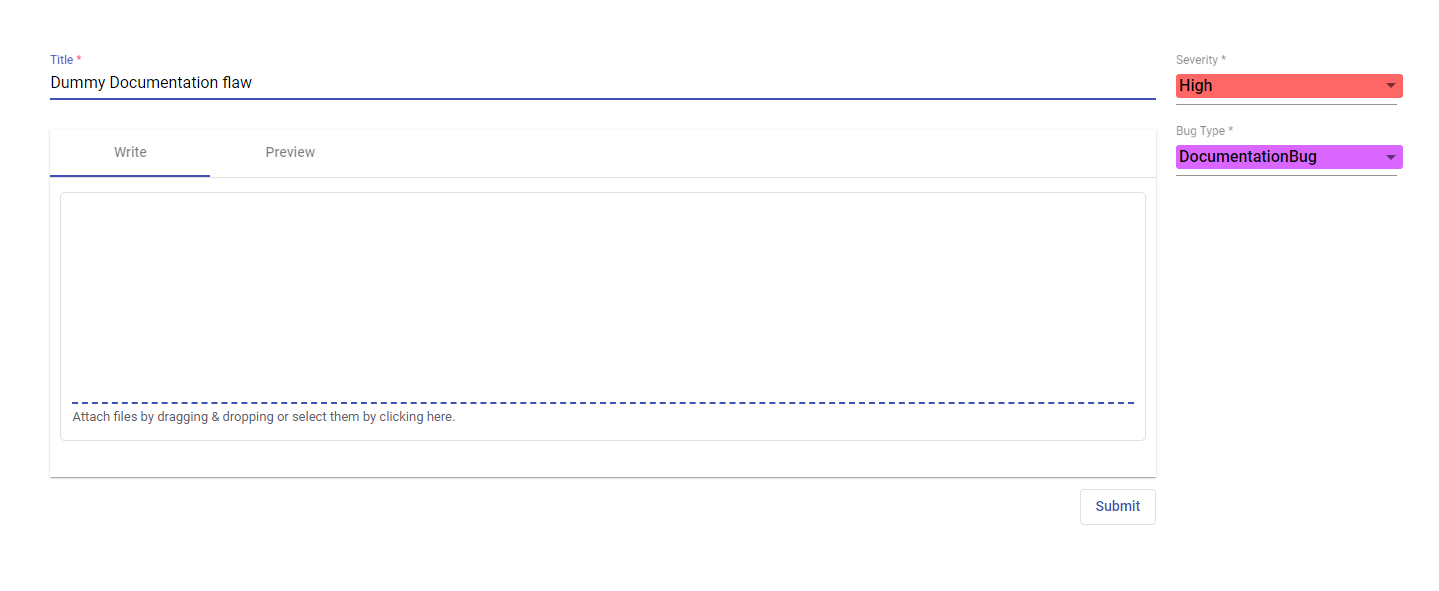 Title *
Dummy Documentation flaw
Severity *
High
Bug Type *
DocumentationBug
Write Preview
Attach files by dragging & dropping or select them by clicking here.
Submit